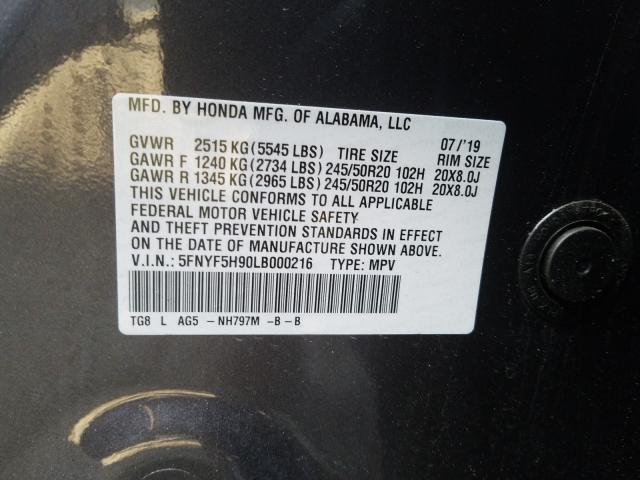 MFD. BY HONDA MFG. OF ALABAMA, LLC
GVWR 2515 KG(5545 LBS) TIRE SIZE 07/'19 RIM SIZE
GAWR F 1240 KG(2734 LBS)245/50R20 102H 20X8.0J
GAWR R 1345 KG(2965 LBS)245/50R20 102H 20X8.0J
THIS VEHICLE CONFORMS TO ALL APPLICABLE
FEDERAL MOTOR VEHICLE SAFETY
AND THEFT PREVENTION STANDARDS IN EFFECT
ON THE DATE OF MANUFACTURE SHOWN ABOVE.
V.I.N.: 5FNYF5H90LB000216 TYPE: MPV
TG8 L AG5 -NH797M -B-B